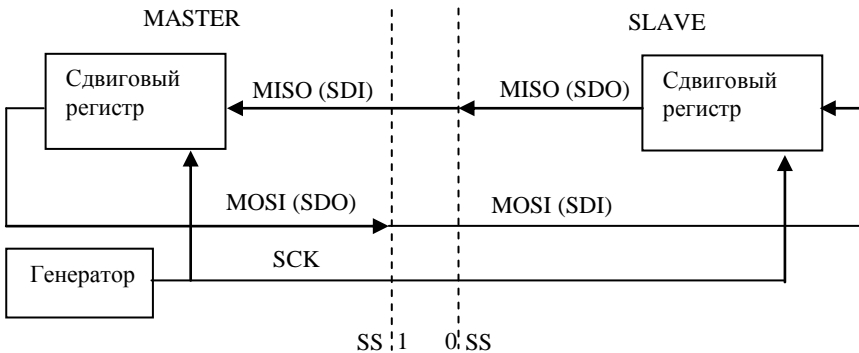 MASTER
SLAVE
Сдвиговый
регистр
MISO (SDI)
MISO (SDO)
Сдвиговый
регистр
MOSI (SDO)
MOSI (SDI)
Генератор
SCK
SS 1 0 SS